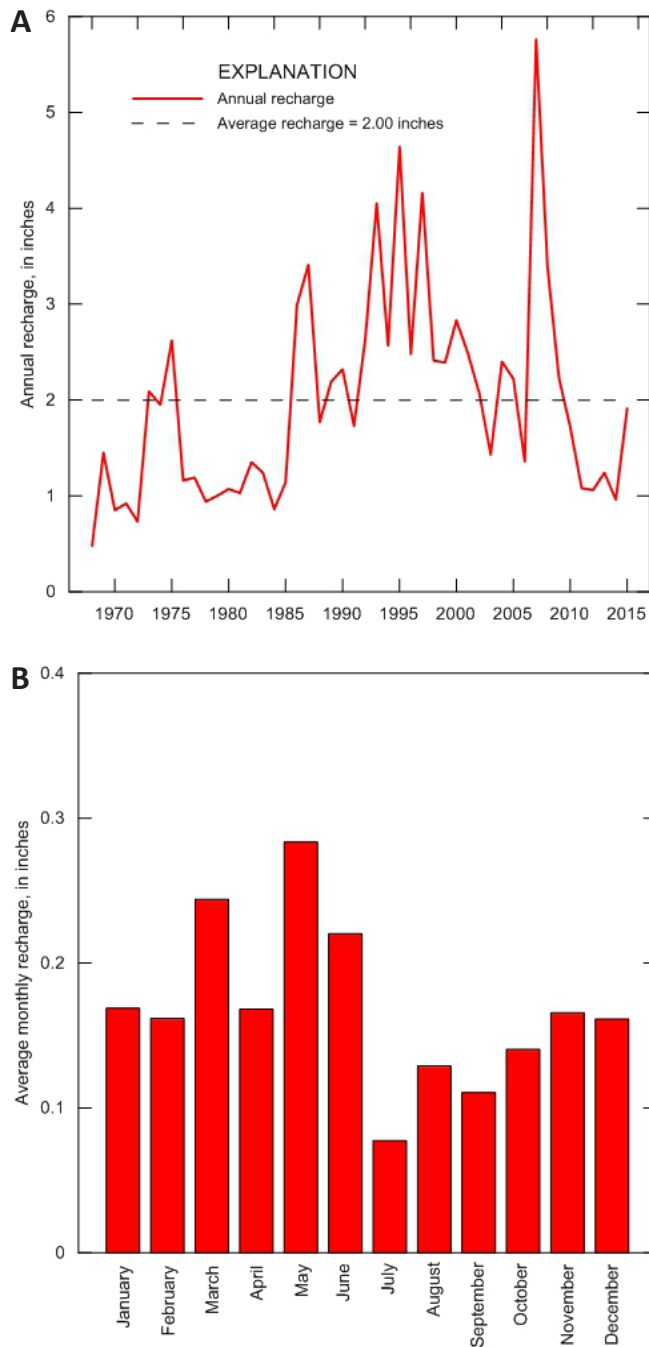 A
6
5
4
3
2
1
0
Annual recharge, in inches
EXPLANATION
Annual recharge
Average recharge = 2.00 inches
1970 1975 1980 1985 1990 1995 2000 2005 2010 2015
B
0.4
0.3
0.2
0.1
0
Average monthly recharge, in inches
January
February
March
April
May
June
July
August
September
October
November
December